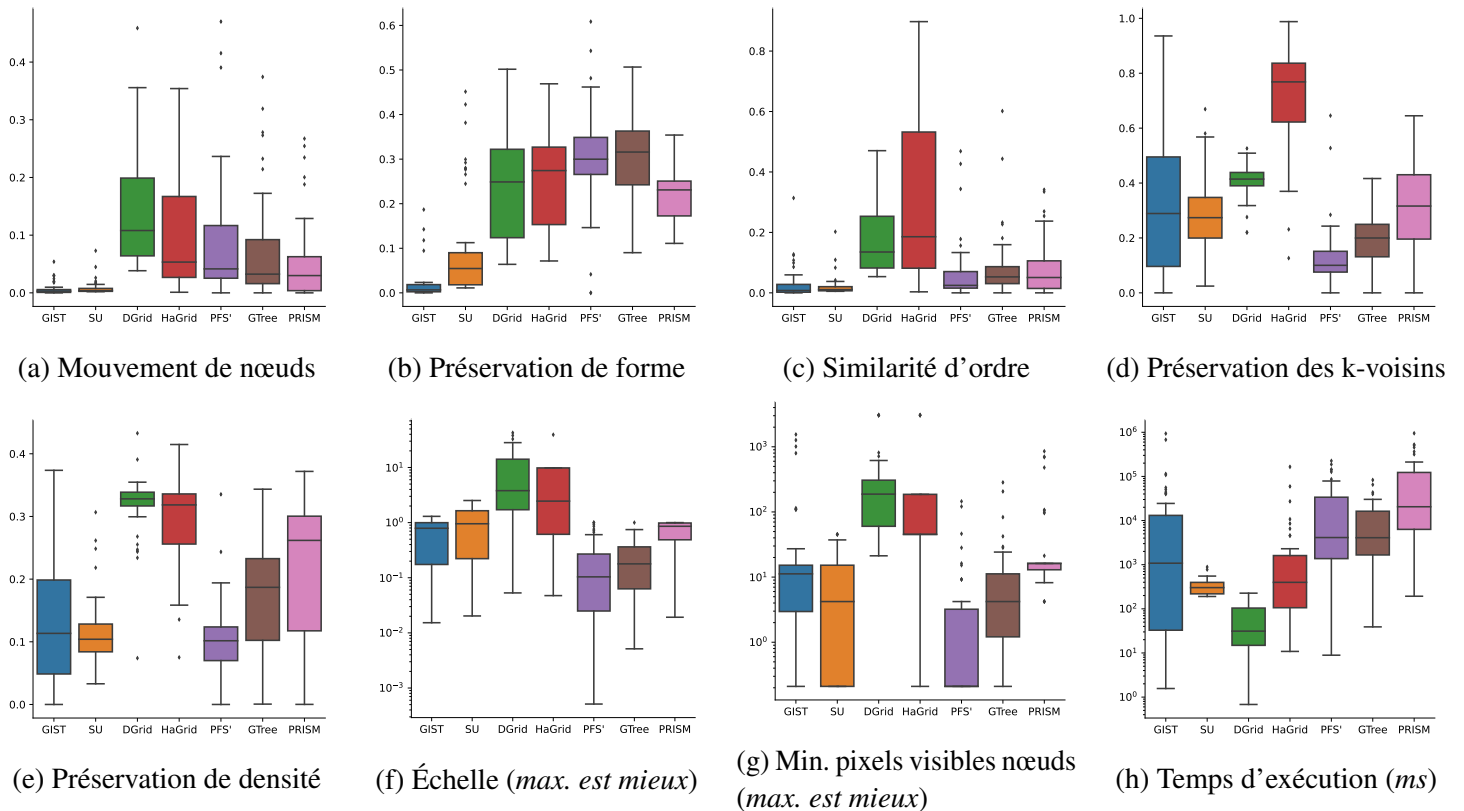 0.4
0.3
0.2
0.1
0.0
GIST SU DGrid HaGrid PFS' GTree PRISM
(a) Mouvement de nœuds
0.6
0.5
0.4
0.3
0.2
0.1
0.0
GIST SU DGrid HaGrid PFS' GTree PRISM
(b) Préservation de forme
0.8
0.6
0.4
0.2
0.0
GIST SU DGrid HaGrid PFS' GTree PRISM
(c) Similarité d'ordre
1.0
0.8
0.6
0.4
0.2
0.0
GIST SU DGrid HaGrid PFS' GTree PRISM
(d) Préservation des k-voisins
0.4
0.3
0.2
0.1
0.0
GIST SU DGrid HaGrid PFS' GTree PRISM
(e) Préservation de densité
10¹
10⁰
10⁻¹
10⁻²
10⁻³
GIST SU DGrid HaGrid PFS' GTree PRISM
(f) Échelle (max. est mieux)
10³
10²
10¹
10⁰
GIST SU DGrid HaGrid PFS' GTree PRISM
(g) Min. pixels visibles nœuds
(max. est mieux)
10⁶
10⁵
10⁴
10³
10²
10¹
10⁰
GIST SU DGrid HaGrid PFS' GTree PRISM
(h) Temps d'exécution (ms)